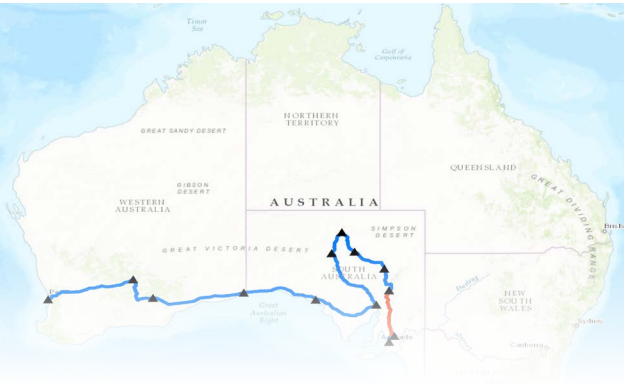 Timor
Sea
Gulf of
Carpentaria
NORTHERN
TERRITORY
GREAT SANDY DESERT
QUEENSLAND
GIBSON
DESERT
GREAT DIVIDING RANGE
WESTERN
AUSTRALIA
AUSTRALIA
SIMPSON
DESERT
GREAT VICTORIA DESERT
SOUTH
AUSTRALIA
Darling
NEW
SOUTH
WALES
Great
Australian
Bight
Sydney
Canberra